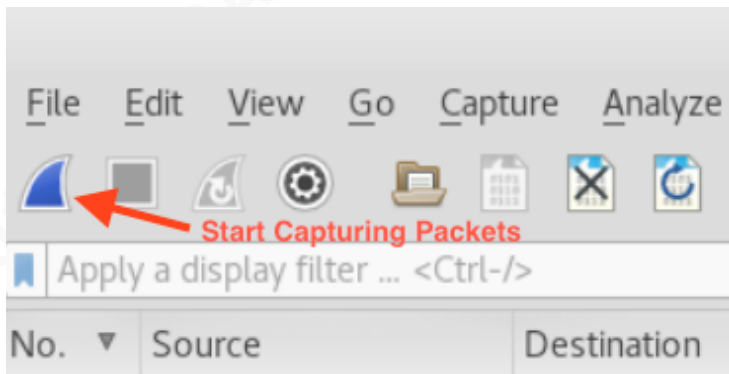 File Edit View Go Capture Analyze
Start Capturing Packets
Apply a display filter ... <Ctrl-/>
No. Source Destination